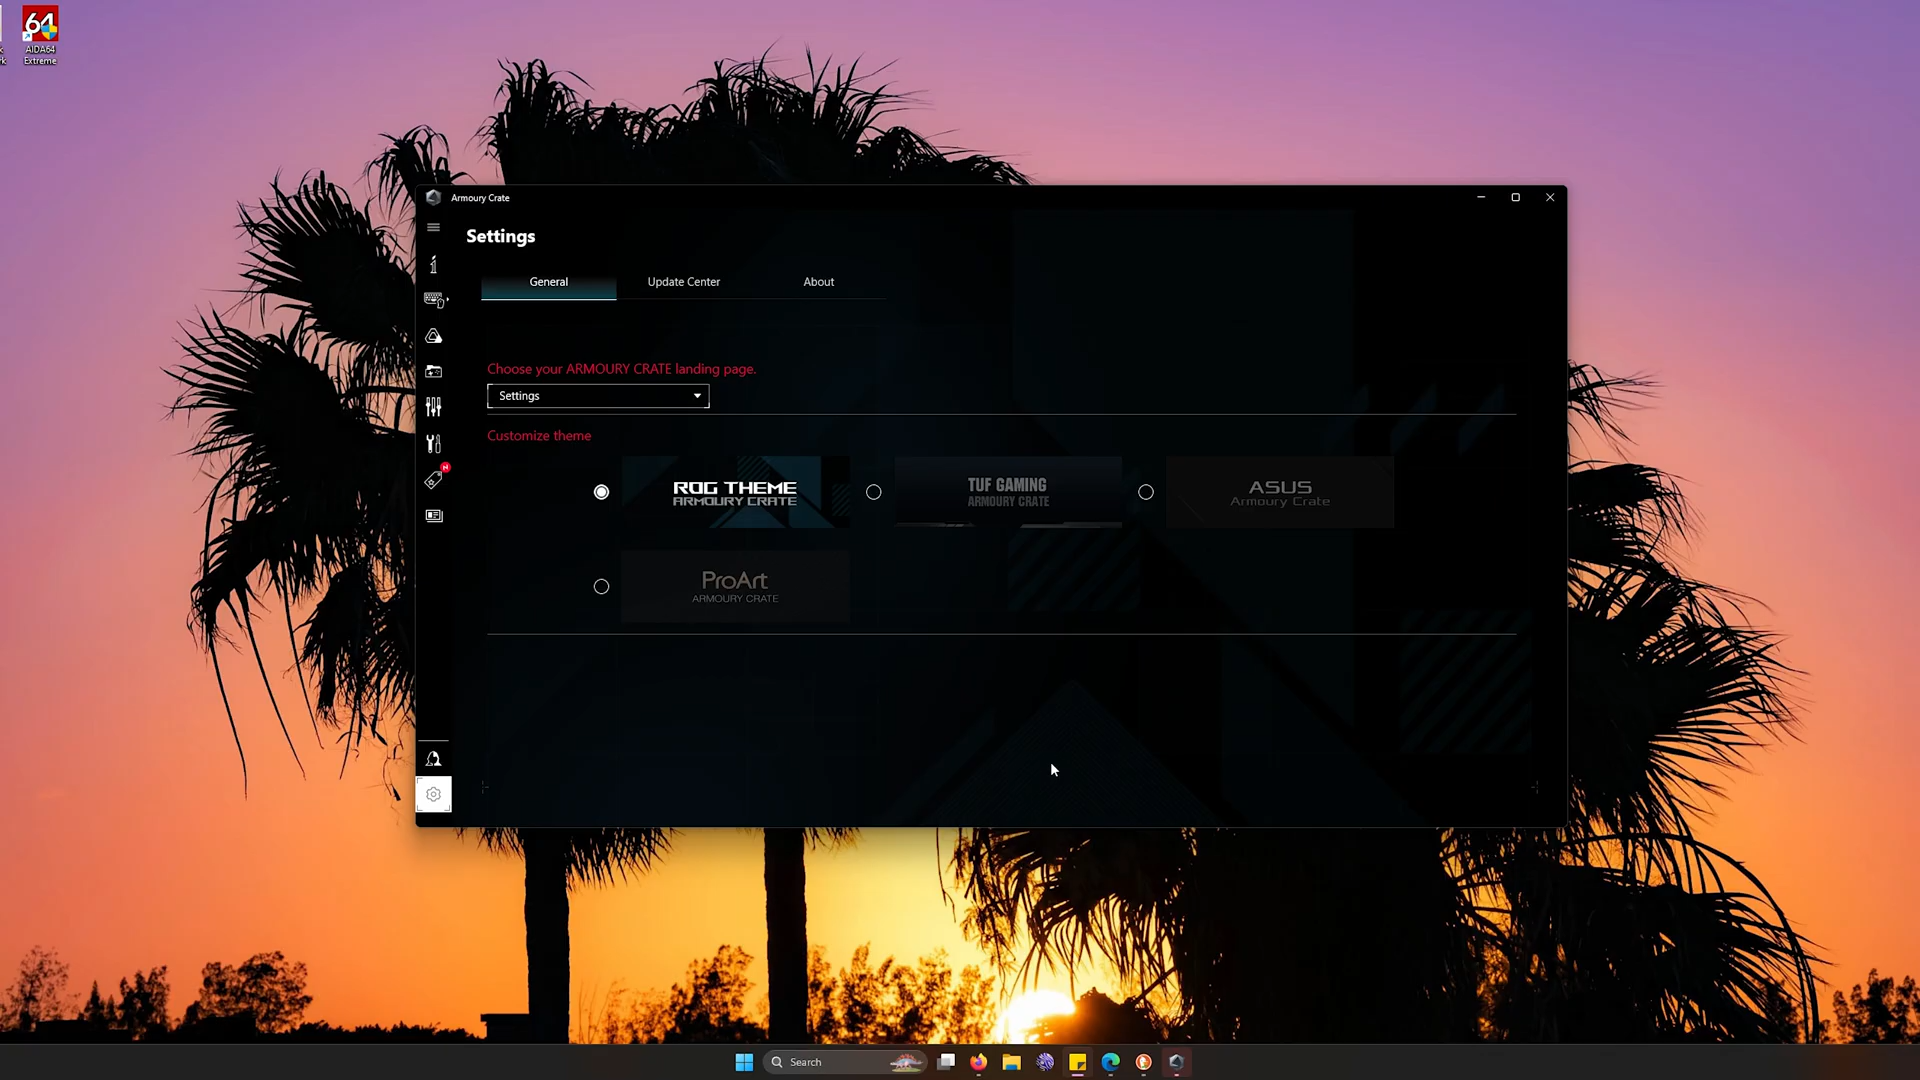 64
AIDA64
Extreme
Armoury Crate
Settings
General
Update Center
About
Choose your ARMOURY CRATE landing page.
Settings
Customize theme
ROG THEME
ARMOURY CRATE
TUF GAMING
ARMOURY CRATE
ASUS
Armoury Crate
ProArt
ARMOURY CRATE
N
Search